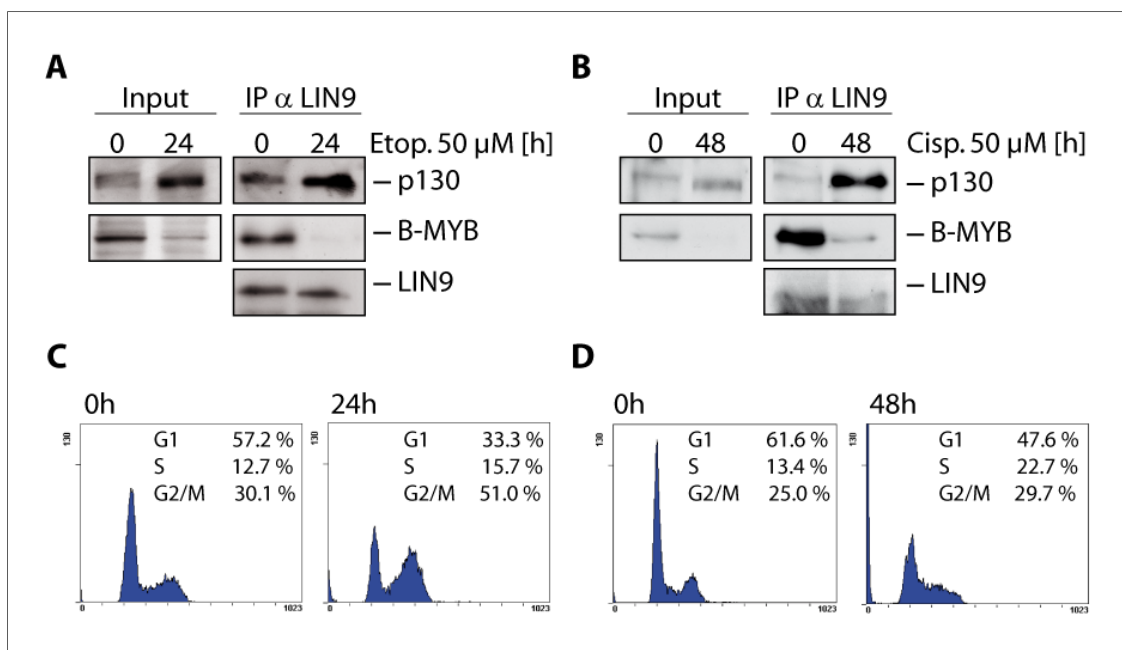 A
Input IP α LIN9
0 24 0 24 Etop. 50 µM [h]
– p130
– B-MYB
– LIN9
B
Input IP α LIN9
0 48 0 48 Cisp. 50 µM [h]
– p130
– B-MYB
– LIN9
C
0h
130
G1 57.2 %
S 12.7 %
G2/M 30.1 %
0 1023
24h
130
G1 33.3 %
S 15.7 %
G2/M 51.0 %
0 1023
D
0h
130
G1 61.6 %
S 13.4 %
G2/M 25.0 %
0 1023
48h
130
G1 47.6 %
S 22.7 %
G2/M 29.7 %
0 1023